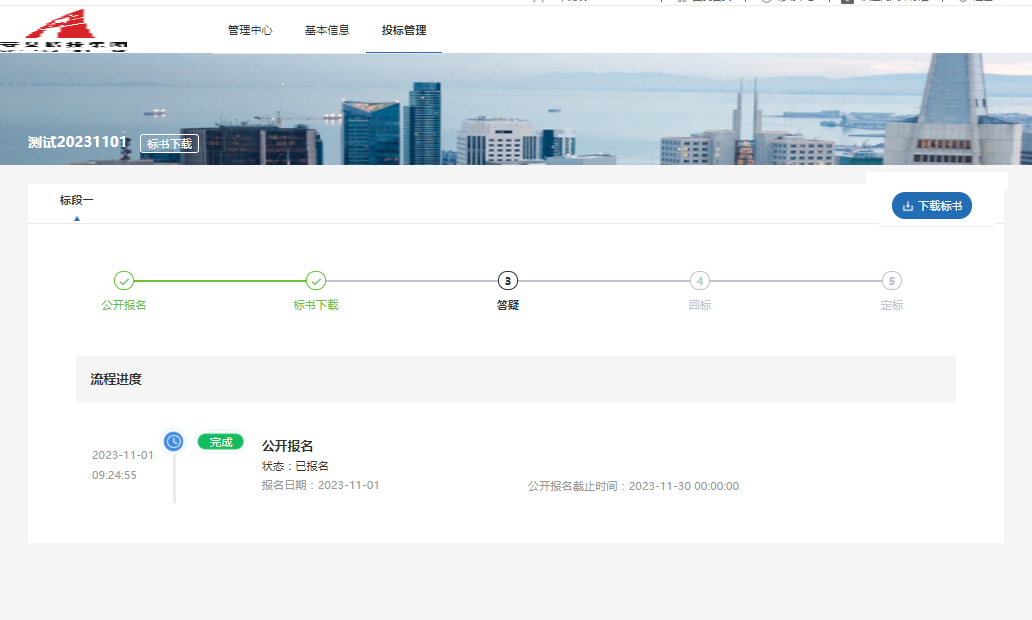 管理中心
基本信息
投标管理
测试20231101
标书下载
标段一
下载标书
公开报名
标书下载
3
答疑
4
回标
5
定标
流程进度
2023-11-01
09:24:55
完成
公开报名
状态：已报名
报名日期：2023-11-01
公开报名截止时间：2023-11-30 00:00:00